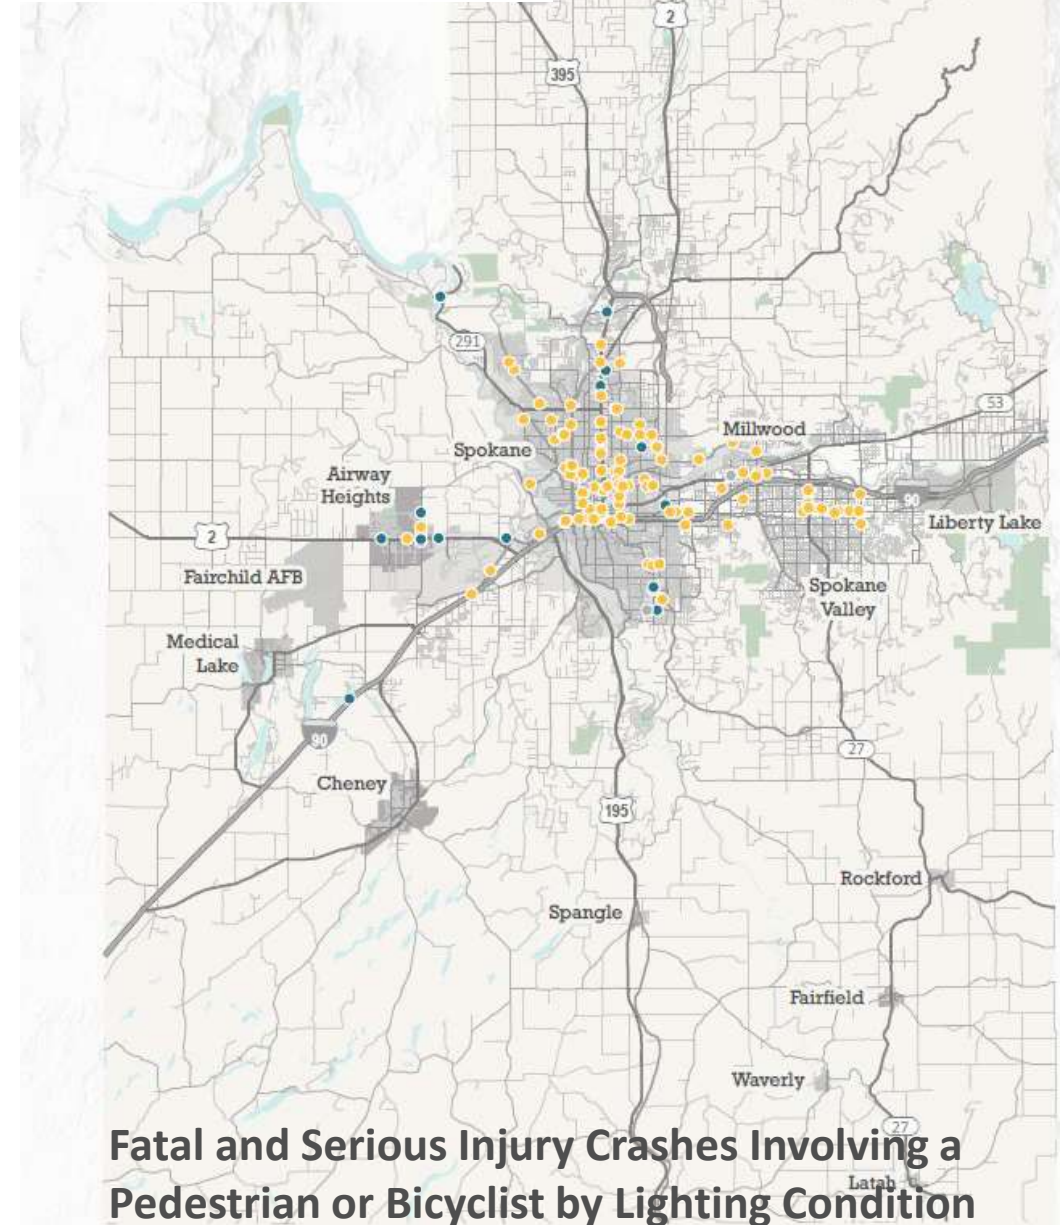 2
395
291
53
Millwood
Spokane
Airway
Heights
90
Liberty Lake
2
Fairchild AFB
Spokane
Valley
Medical
Lake
90
27
Cheney
195
Rockford
Spangle
Fairfield
Waverly
27
Latah
Fatal and Serious Injury Crashes Involving a
Pedestrian or Bicyclist by Lighting Condition